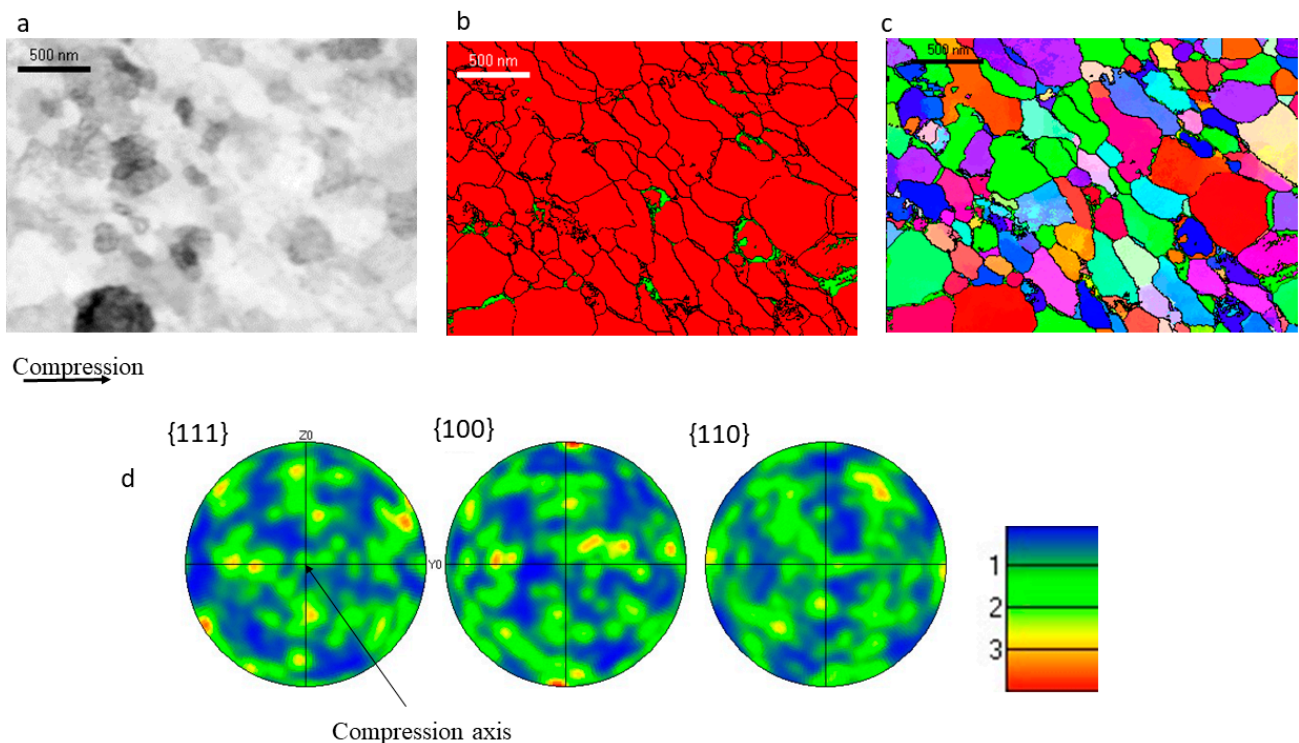 a
b
c
500 nm
500 nm
500 nm
Compression
d
{111}
{100}
{110}
Z0
Y0
1
2
3
Compression axis